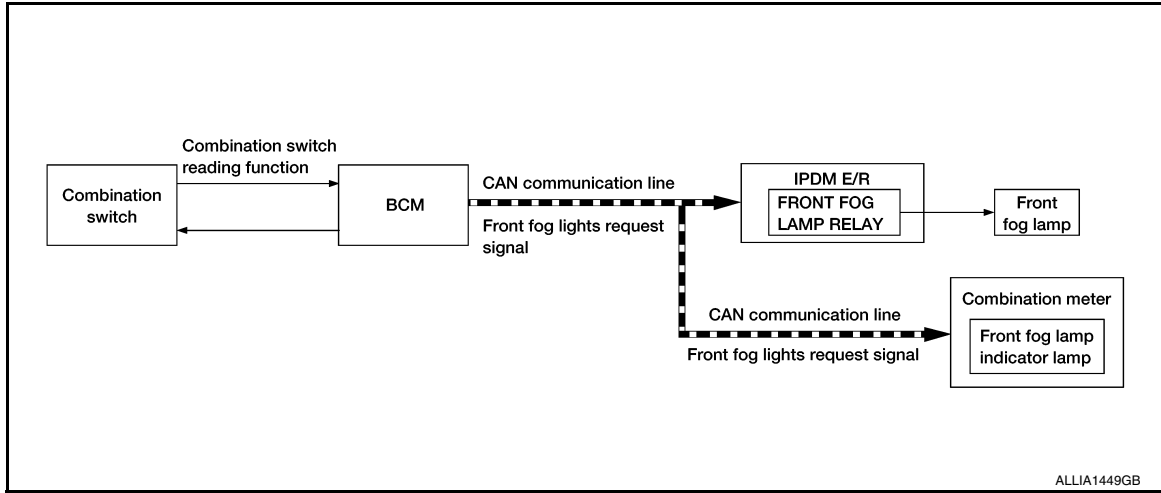 Combination switch
reading function
Combination
switch
BCM
CAN communication line
Front fog lights request
signal
IPDM E/R
FRONT FOG
LAMP RELAY
Front
fog lamp
CAN communication line
Front fog lights request signal
Combination meter
Front fog lamp
indicator lamp
ALLIA1449GB